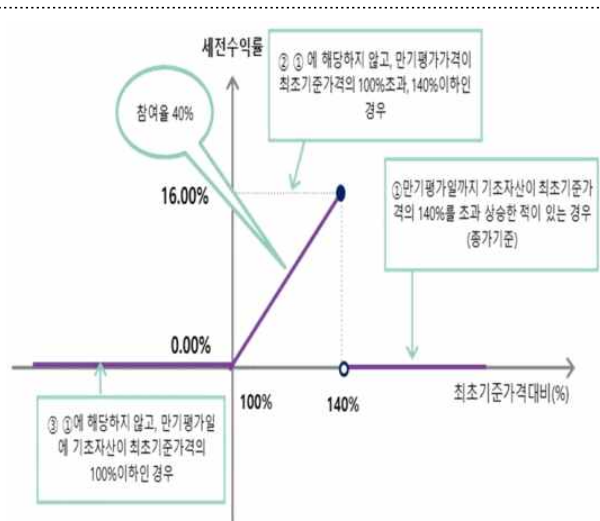 세전수익률
② ①에 해당하지 않고, 만기평가가격이
최초기준가격의 100%초과, 140%이하인
경우
참여율 40%
16.00%
①만기평가일까지 기초자산이 최초기준가
격의 140%를 초과 상승한 적이 있는 경우
(종가기준)
0.00%
100%
140%
최초기준가격대비(%)
③ ①에 해당하지 않고, 만기평가일
에 기초자산이 최초기준가격의
100%이하인 경우